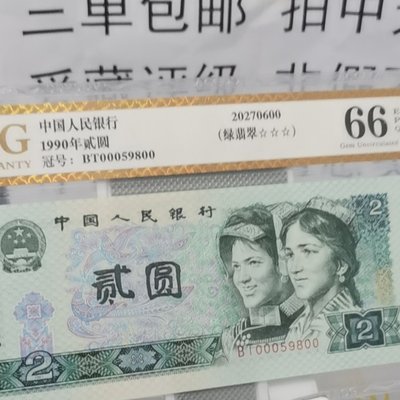 三单包邮
G
ANTY
中国人民银行
1990年贰圆
冠号: BT00059800
20270600
(绿翡翠☆☆☆)
66
Gem Uncirculated
中国人民银行
2
贰圆
BT00059800
2
2